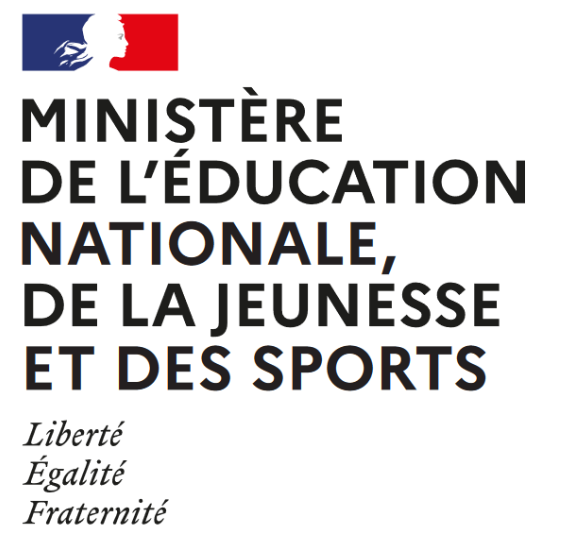 MINISTÈRE
DE L'ÉDUCATION
NATIONALE,
DE LA JEUNESSE
ET DES SPORTS
Liberté
Égalité
Fraternité